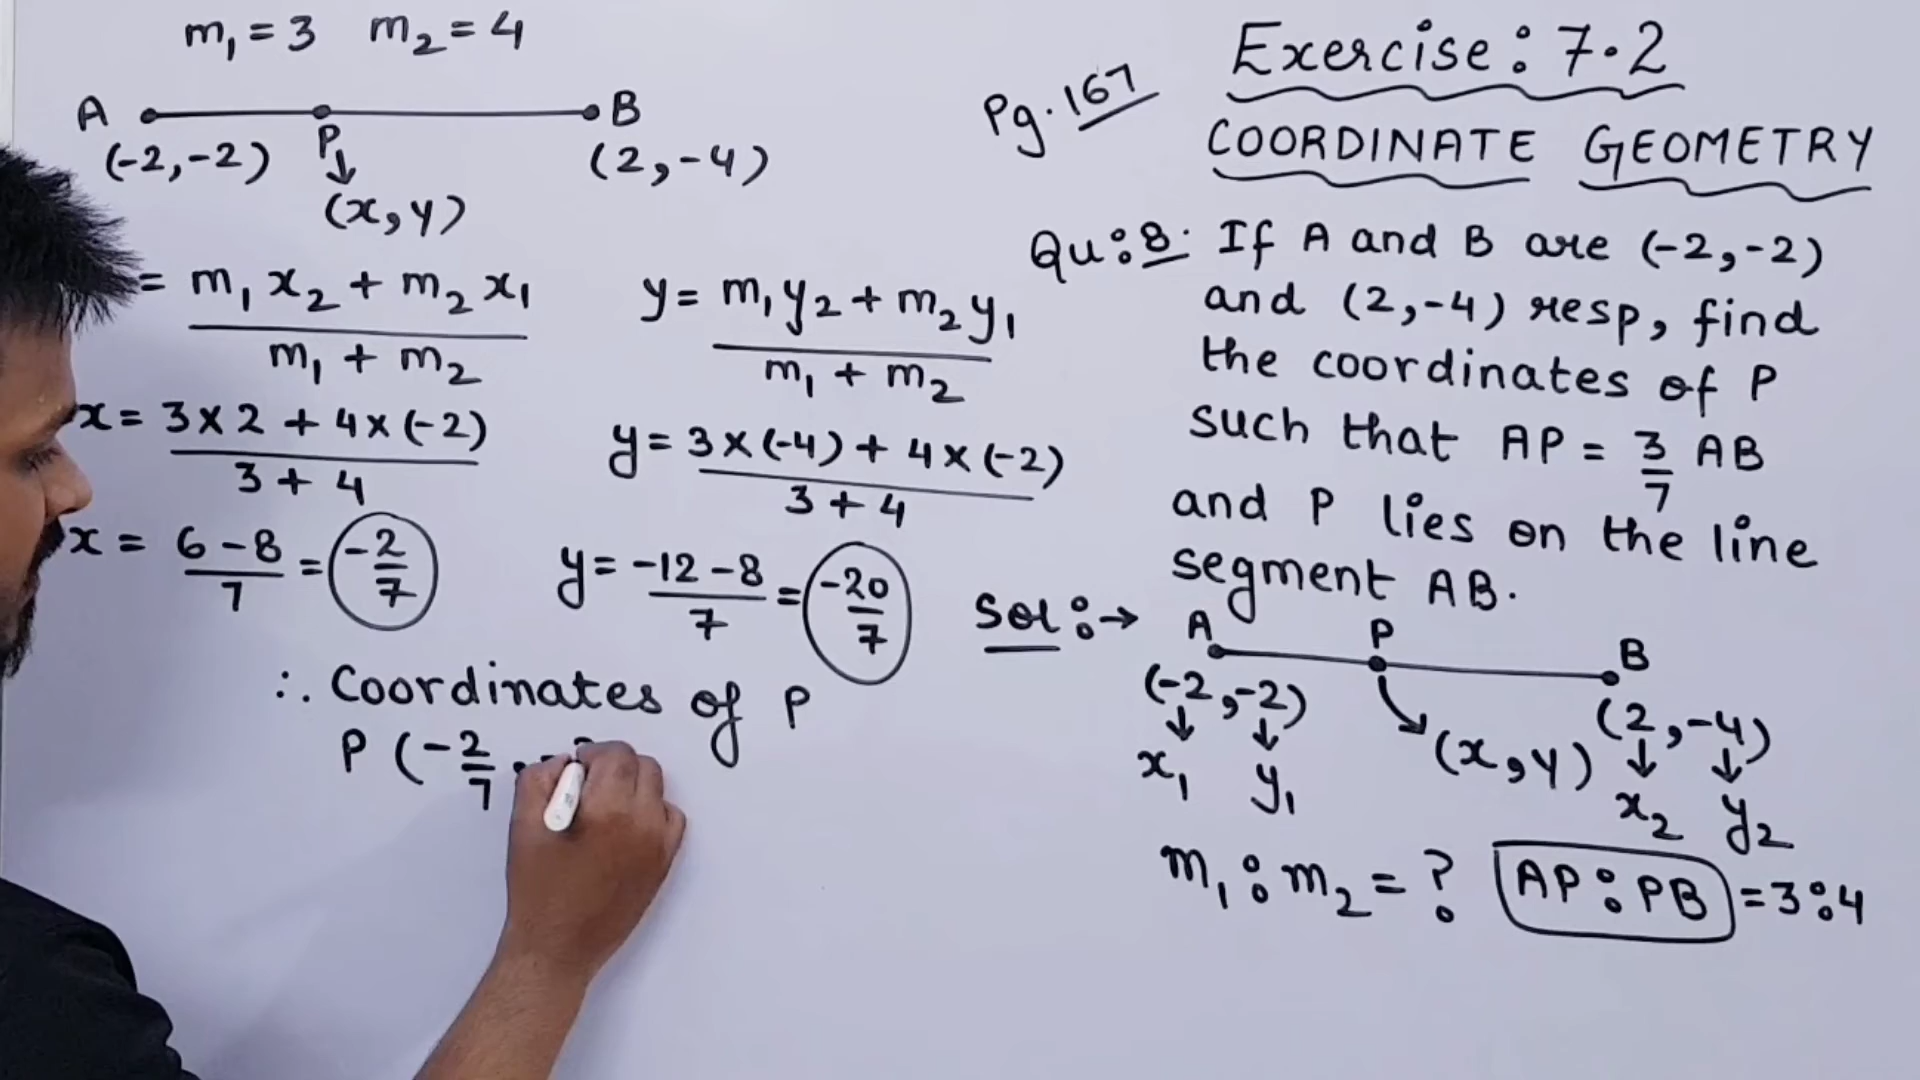 m₁ = 3 m₂ = 4
A B
(-2,-2) P (2,-4)
(x,y)
= m₁x₂ + m₂x₁ / m₁ + m₂
y = m₁y₂ + m₂y₁ / m₁ + m₂
x = 3×2 + 4×(-2) / 3 + 4
y = 3×(-4) + 4×(-2) / 3 + 4
x = 6-8 / 7 = -2/7
y = -12-8 / 7 = -20/7
∴ Coordinates of P
P (-2/7,
Pg. 167
Exercise: 7.2
COORDINATE GEOMETRY
Qu:8. If A and B are (-2,-2)
and (2,-4) resp, find
the coordinates of P
such that AP = 3/7 AB
and P lies on the line
segment AB.
Sol:→
A P B
(-2,-2) (2,-4)
x₁ y₁ (x,y) x₂ y₂
m₁:m₂ = ? AP:PB = 3:4